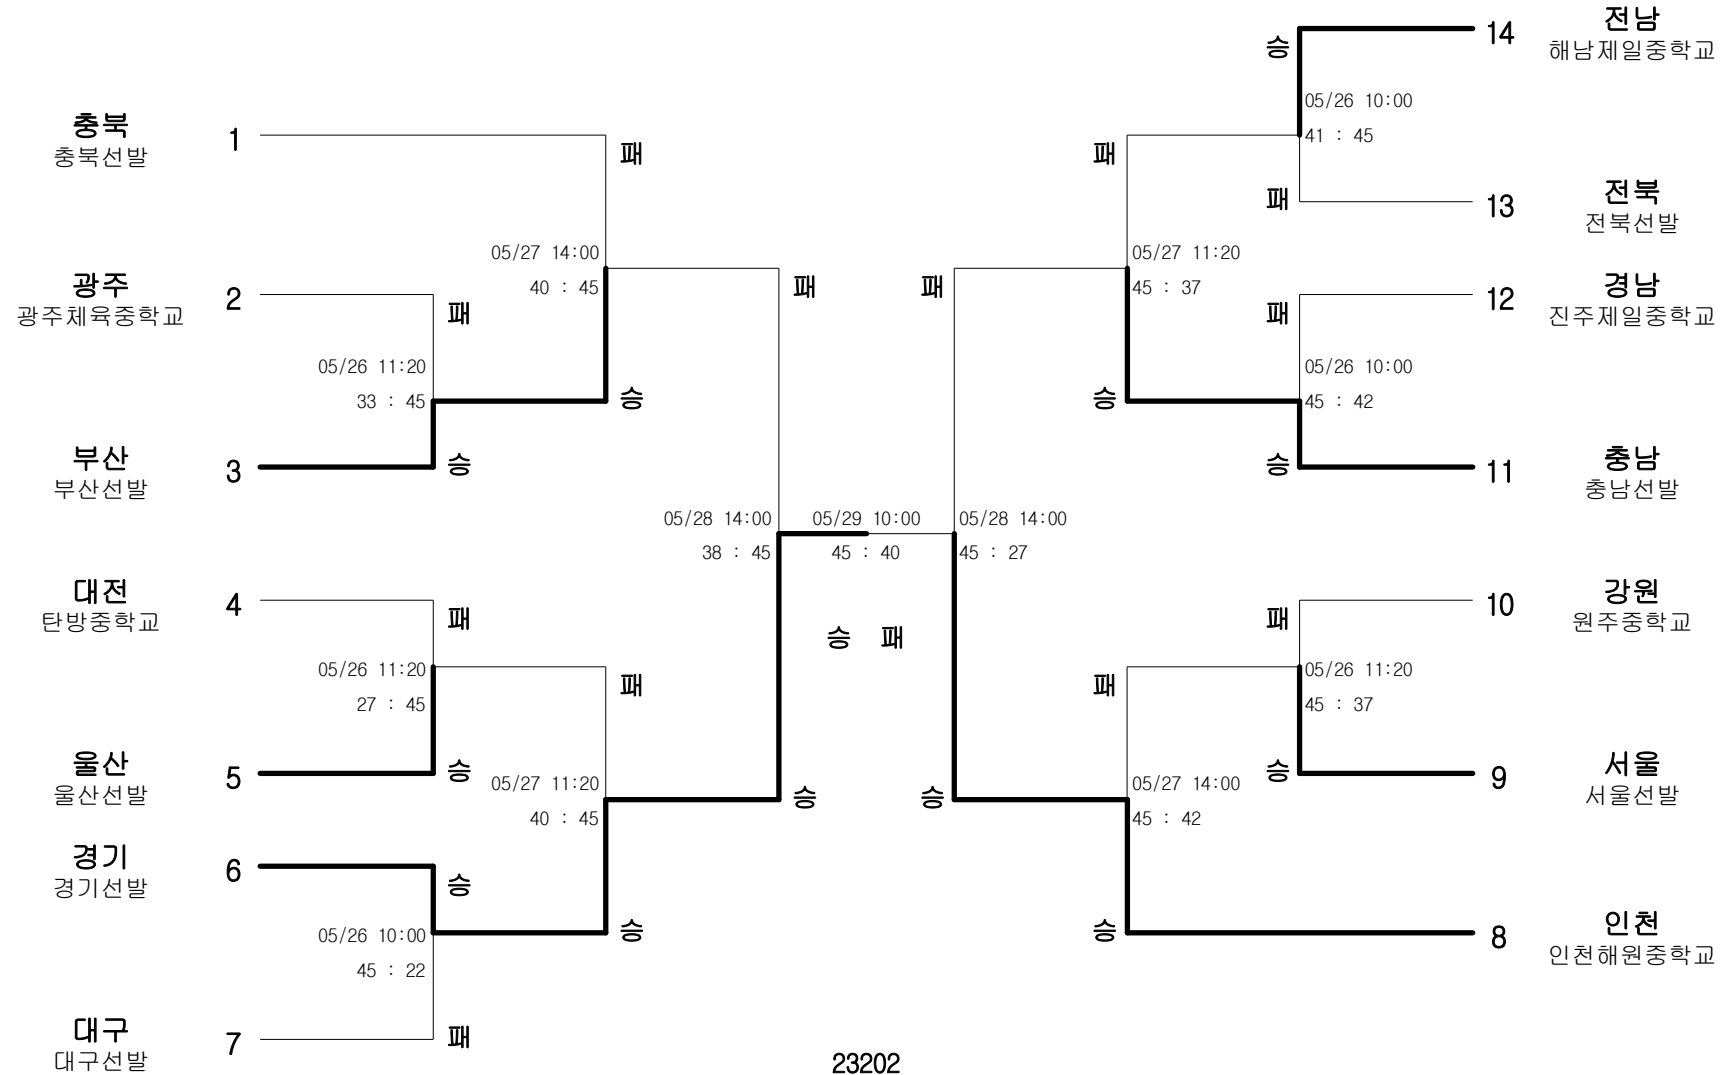 충북
충북선발
1
패
05/27 14:00
40 : 45
광주
광주체육중학교
2
패
05/26 11:20
33 : 45
승
부산
부산선발
3
승
패
05/28 14:00
38 : 45
대전
탄방중학교
4
패
05/26 11:20
27 : 45
패
울산
울산선발
5
승
05/27 11:20
40 : 45
승
경기
경기선발
6
승
05/26 10:00
45 : 22
승
대구
대구선발
7
패
05/29 10:00
45 : 40
승 패
14
전남
해남제일중학교
승
05/26 10:00
41 : 45
패
패
13
전북
전북선발
05/27 11:20
45 : 37
패
12
경남
진주제일중학교
패
05/26 10:00
45 : 42
승
11
충남
충남선발
승
05/28 14:00
45 : 27
10
강원
원주중학교
패
05/26 11:20
45 : 37
패
9
서울
서울선발
승
05/27 14:00
45 : 42
승
8
인천
인천해원중학교
승
23202